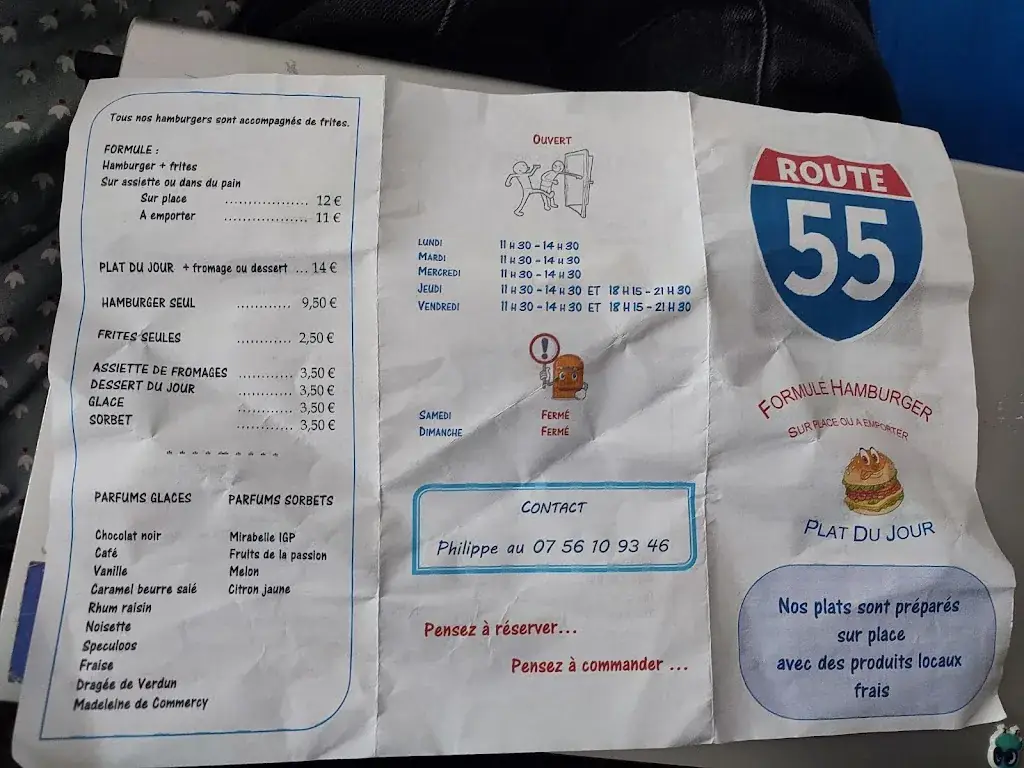 Tous nos hamburgers sont accompagnés de frites.
FORMULE :
Hamburger + frites
Sur assiette ou dans du pain
Sur place ................... 12 €
A emporter ................... 11 €
PLAT DU JOUR + fromage ou dessert ... 14 €
HAMBURGER SEUL ............ 9,50 €
FRITES SEULES ............ 2,50 €
ASSIETTE DE FROMAGES ............ 3,50 €
DESSERT DU JOUR ............ 3,50 €
GLACE ............ 3,50 €
SORBET ............ 3,50 €
PARFUMS GLACES
Chocolat noir
Café
Vanille
Caramel beurre salé
Rhum raisin
Noisette
Speculoos
Fraise
Dragée de Verdun
Madeleine de Commercy
PARFUMS SORBETS
Mirabelle IGP
Fruits de la passion
Melon
Citron jaune
OUVERT
LUNDI 11 H 30 - 14 H 30
MARDI 11 H 30 - 14 H 30
MERCREDI 11 H 30 - 14 H 30
JEUDI 11 H 30 - 14 H 30 ET 18 H 15 - 21 H 30
VENDREDI 11 H 30 - 14 H 30 ET 18 H 15 - 21 H 30
SAMEDI FERMÉ
DIMANCHE FERMÉ
CONTACT
Philippe au 07 56 10 93 46
Pensez à réserver...
Pensez à commander ...
ROUTE
55
FORMULE HAMBURGER
SUR PLACE OU A EMPORTER
PLAT DU JOUR
Nos plats sont préparés
sur place
avec des produits locaux
frais